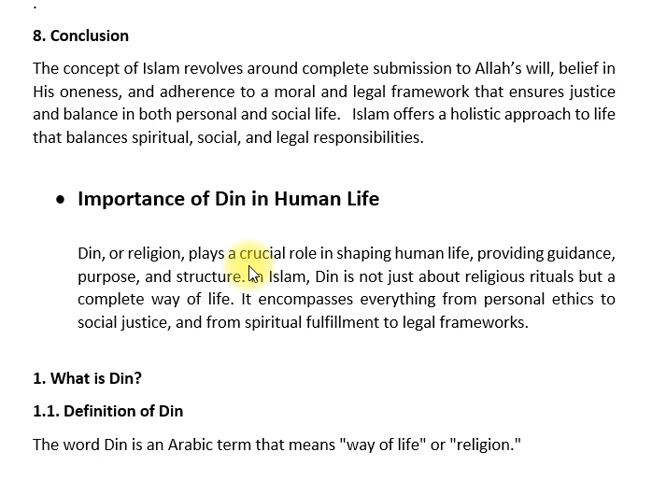 8. Conclusion
The concept of Islam revolves around complete submission to Allah’s will, belief in
His oneness, and adherence to a moral and legal framework that ensures justice
and balance in both personal and social life.  Islam offers a holistic approach to life
that balances spiritual, social, and legal responsibilities.
• Importance of Din in Human Life
Din, or religion, plays a crucial role in shaping human life, providing guidance,
purpose, and structure. In Islam, Din is not just about religious rituals but a
complete way of life. It encompasses everything from personal ethics to
social justice, and from spiritual fulfillment to legal frameworks.
1. What is Din?
1.1. Definition of Din
The word Din is an Arabic term that means "way of life" or "religion."